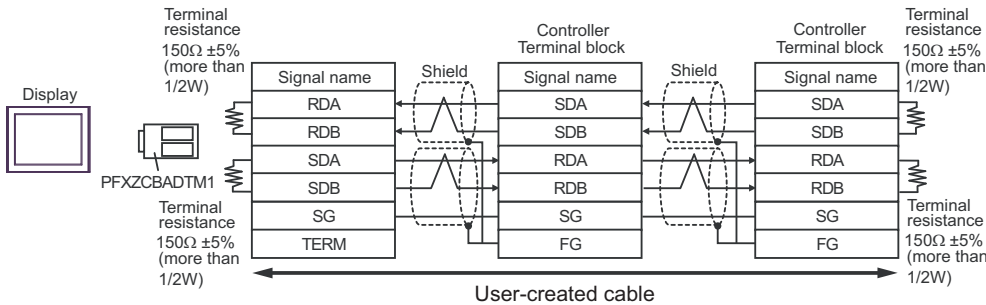 Terminal
resistance
150Ω ±5%
(more than
1/2W)
Display
PFXZCBADTM1
Terminal
resistance
150Ω ±5%
(more than
1/2W)
Signal name
RDA
RDB
SDA
SDB
SG
TERM
Shield
Controller
Terminal block
Signal name
SDA
SDB
RDA
RDB
SG
FG
Shield
Controller
Terminal block
Signal name
SDA
SDB
RDA
RDB
SG
FG
Terminal
resistance
150Ω ±5%
(more than
1/2W)
Terminal
resistance
150Ω ±5%
(more than
1/2W)
User-created cable